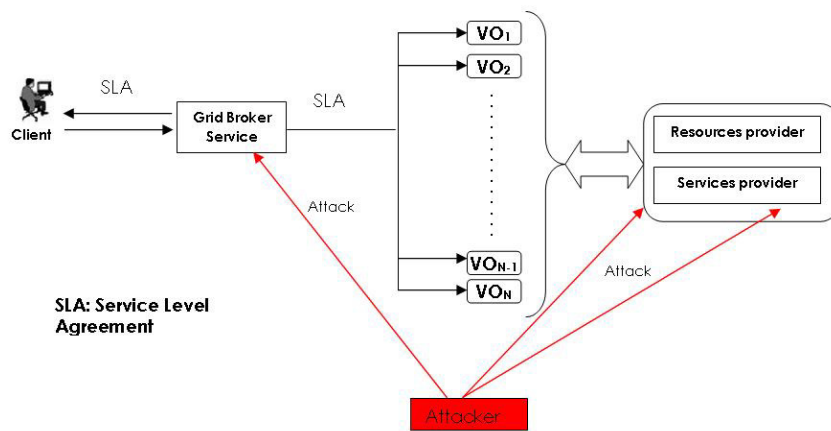 VO₁
SLA
SLA
VO₂
Client
Grid Broker
Service
Resources provider
Services provider
Attack
Attack
VON-1
VON
SLA: Service Level
Agreement
Attacker